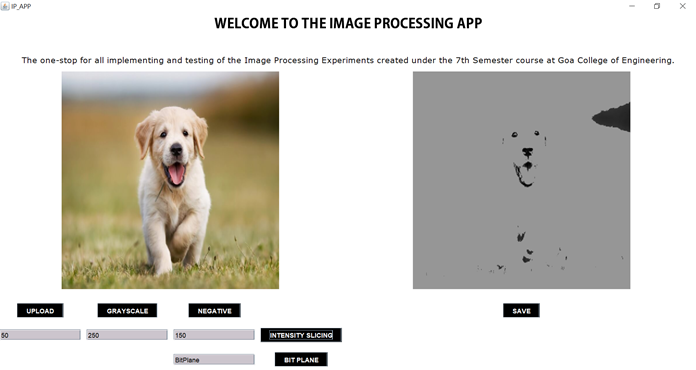 IP_APP
WELCOME TO THE IMAGE PROCESSING APP
The one-stop for all implementing and testing of the Image Processing Experiments created under the 7th Semester course at Goa College of Engineering.
UPLOAD GRAYSCALE NEGATIVE SAVE
50 250 150 INTENSITY SLICING
BitPlane BIT PLANE